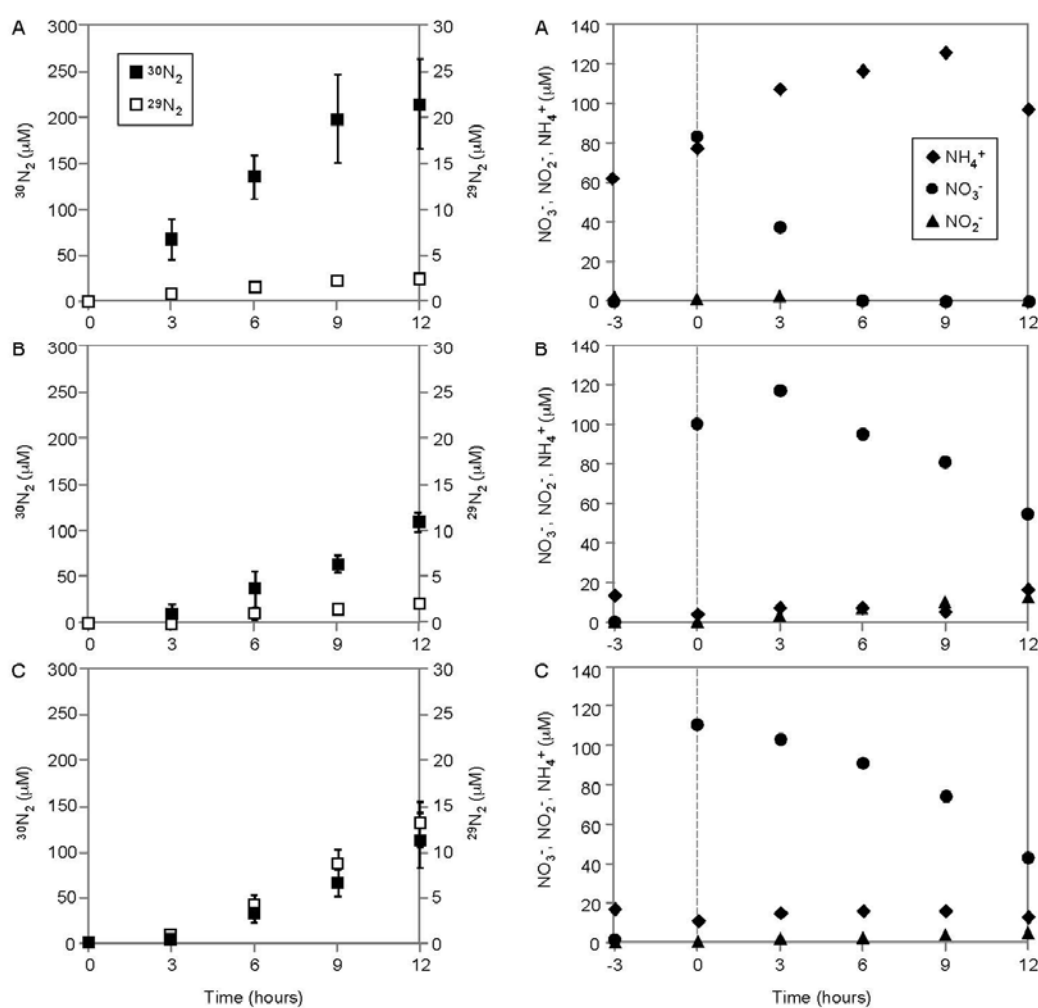 A
300
250
200
150
100
50
0
30
25
20
15
10
5
0
0 3 6 9 12
³⁰N₂
²⁹N₂
³⁰N₂ (μM)
²⁹N₂ (μM)
A
140
120
100
80
60
40
20
0
-3 0 3 6 9 12
NH₄⁺
NO₃⁻
NO₂⁻
NO₃⁻, NO₂⁻, NH₄⁺ (μM)
B
300
250
200
150
100
50
0
30
25
20
15
10
5
0
0 3 6 9 12
³⁰N₂ (μM)
²⁹N₂ (μM)
B
140
120
100
80
60
40
20
0
-3 0 3 6 9 12
NO₃⁻, NO₂⁻, NH₄⁺ (μM)
C
300
250
200
150
100
50
0
30
25
20
15
10
5
0
0 3 6 9 12
³⁰N₂ (μM)
²⁹N₂ (μM)
Time (hours)
C
140
120
100
80
60
40
20
0
-3 0 3 6 9 12
NO₃⁻, NO₂⁻, NH₄⁺ (μM)
Time (hours)